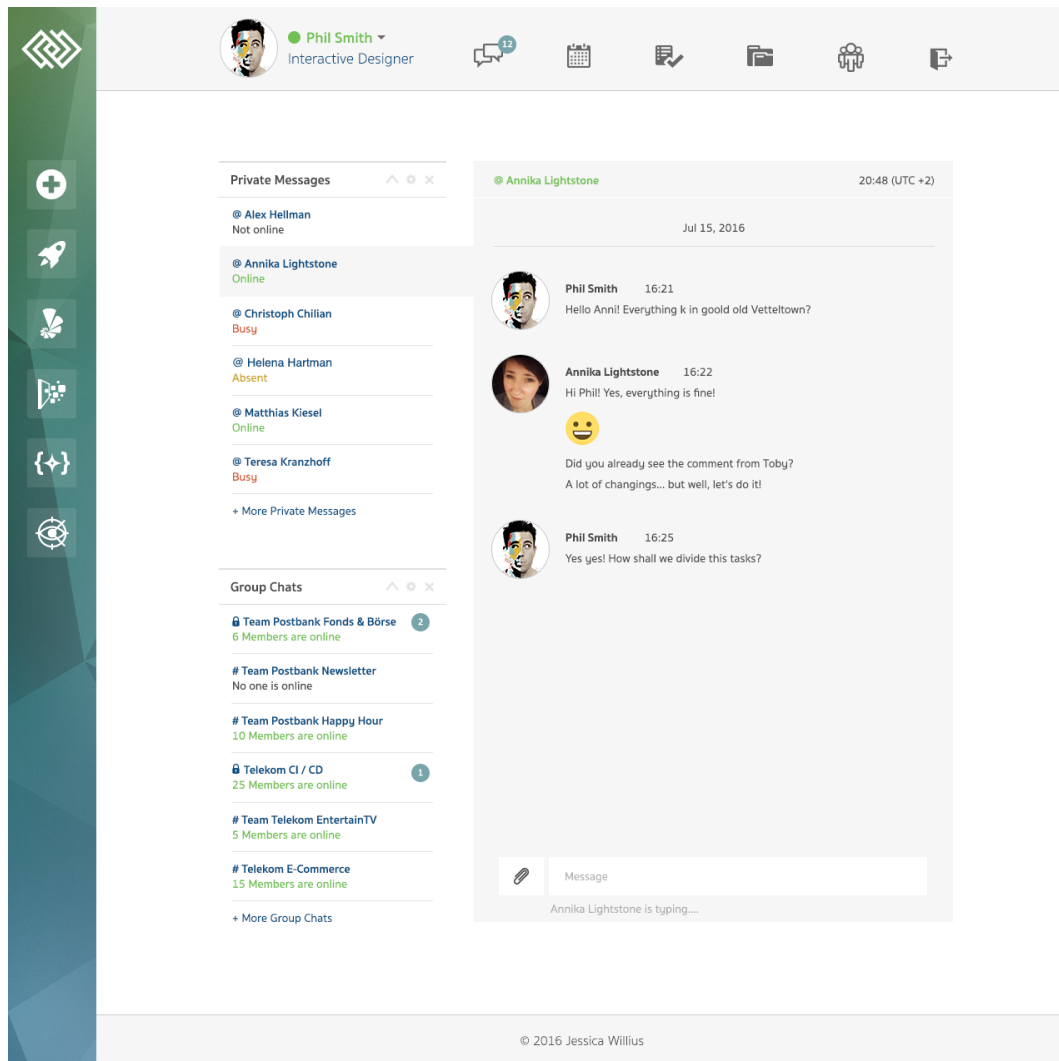 Phil Smith
Interactive Designer
12
Private Messages
@ Alex Hellman
Not online
@ Annika Lightstone
Online
@ Christoph Chilian
Busy
@ Helena Hartman
Absent
@ Matthias Kiesel
Online
@ Teresa Kranzhoff
Busy
+ More Private Messages
Group Chats
Team Postbank Fonds & Börse 2
6 Members are online
# Team Postbank Newsletter
No one is online
# Team Postbank Happy Hour
10 Members are online
Telekom CI / CD 1
25 Members are online
# Team Telekom EntertainTV
5 Members are online
# Telekom E-Commerce
15 Members are online
+ More Group Chats
@ Annika Lightstone 20:48 (UTC +2)
Jul 15, 2016
Phil Smith 16:21
Hello Anni! Everything k in goold old Vetteltown?
Annika Lightstone 16:22
Hi Phil! Yes, everything is fine!
Did you already see the comment from Toby?
A lot of changings... but well, let's do it!
Phil Smith 16:25
Yes yes! How shall we divide this tasks?
Message
Annika Lightstone is typing....
© 2016 Jessica Willius